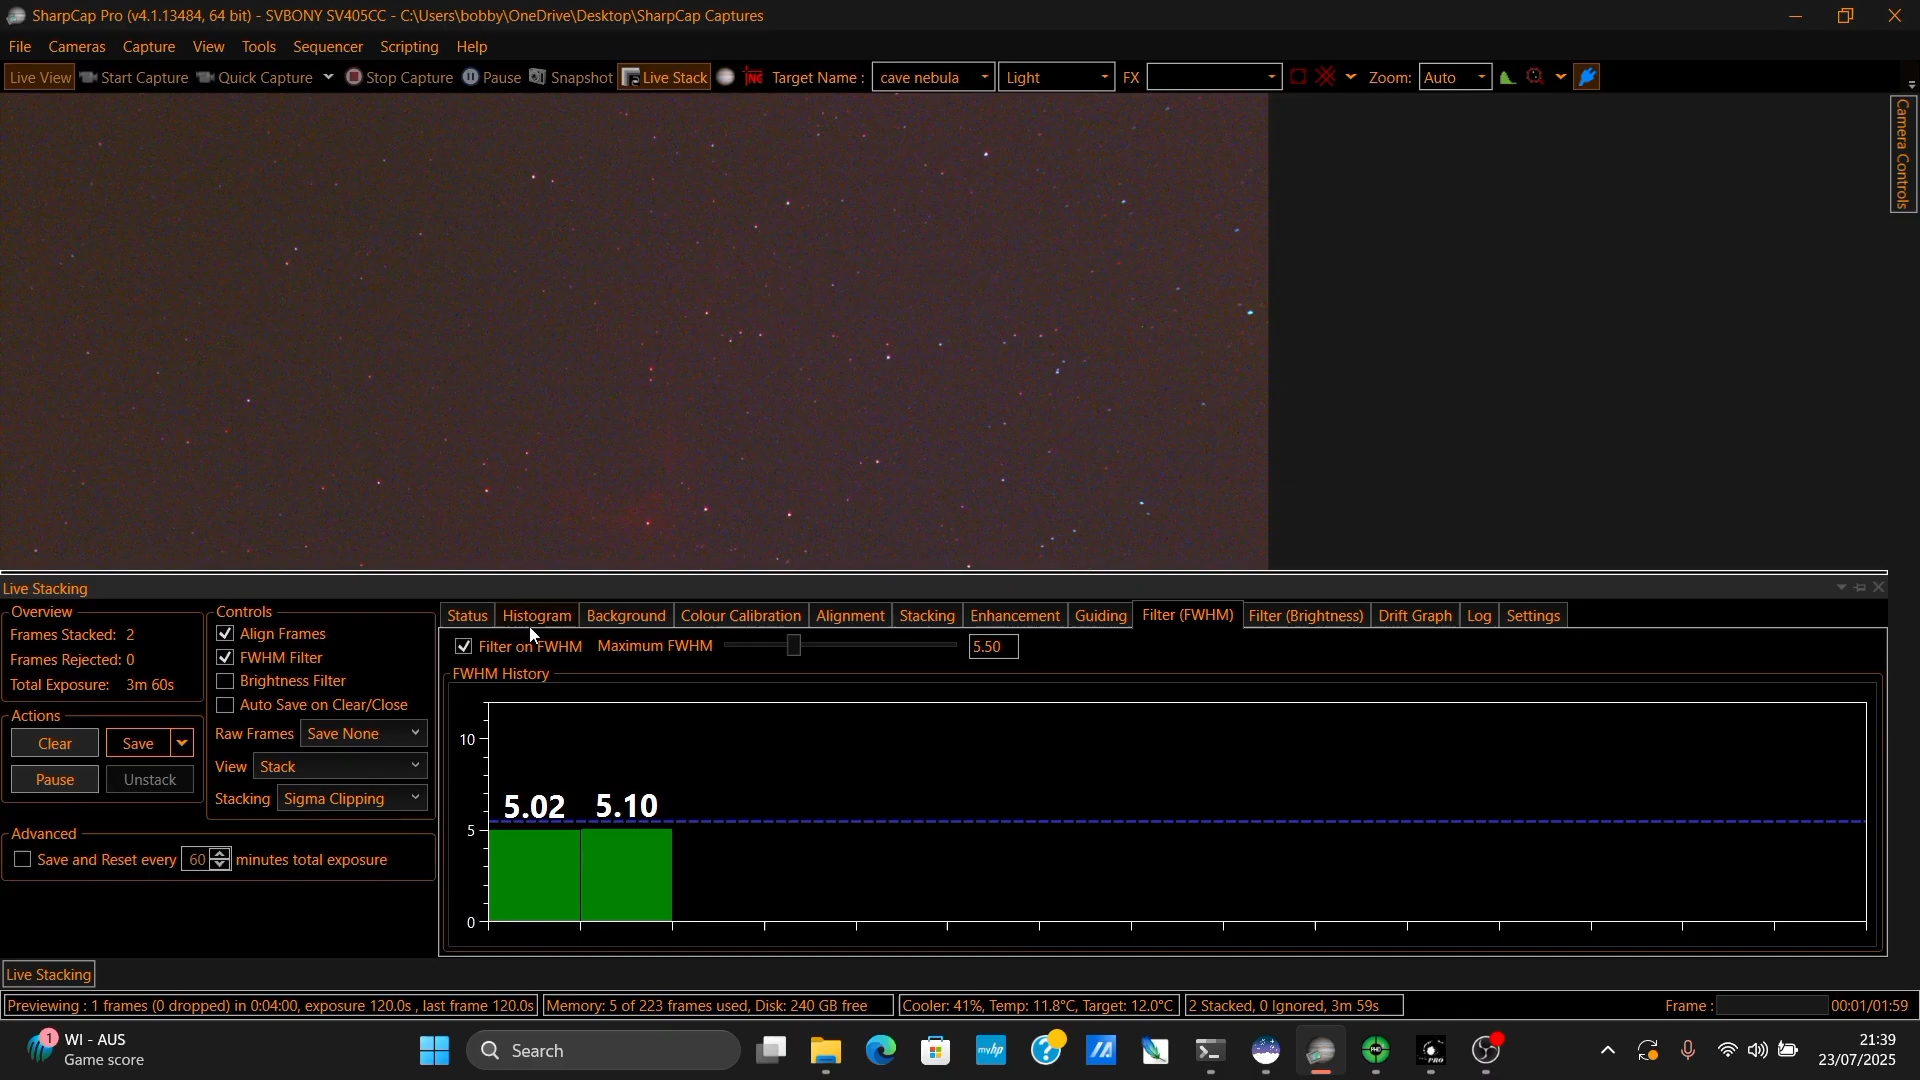 SharpCap Pro (v4.1.13484, 64 bit) - SVBONY SV405CC - C:\Users\bobby\OneDrive\Desktop\SharpCap Captures
File Cameras Capture View Tools Sequencer Scripting Help
Live View Start Capture Quick Capture Stop Capture Pause Snapshot Live Stack Target Name : cave nebula Light FX Zoom: Auto
Camera Controls
Live Stacking
Overview
Frames Stacked: 2
Frames Rejected: 0
Total Exposure: 3m 60s
Actions
Clear Save
Pause Unstack
Controls
Align Frames
FWHM Filter
Brightness Filter
Auto Save on Clear/Close
Raw Frames Save None
View Stack
Stacking Sigma Clipping
Advanced
Save and Reset every 60 minutes total exposure
Status Histogram Background Colour Calibration Alignment Stacking Enhancement Guiding Filter (FWHM) Filter (Brightness) Drift Graph Log Settings
Filter on FWHM Maximum FWHM 5.50
FWHM History
10
5.02 5.10
5
0
Live Stacking
Previewing : 1 frames (0 dropped) in 0:04:00, exposure 120.0s , last frame 120.0s Memory: 5 of 223 frames used, Disk: 240 GB free Cooler: 41%, Temp: 11.8°C, Target: 12.0°C 2 Stacked, 0 Ignored, 3m 59s Frame : 00:01/01:59
1 WI - AUS
Game score
Search
myhp
PHD
PRO
21:39
23/07/2025